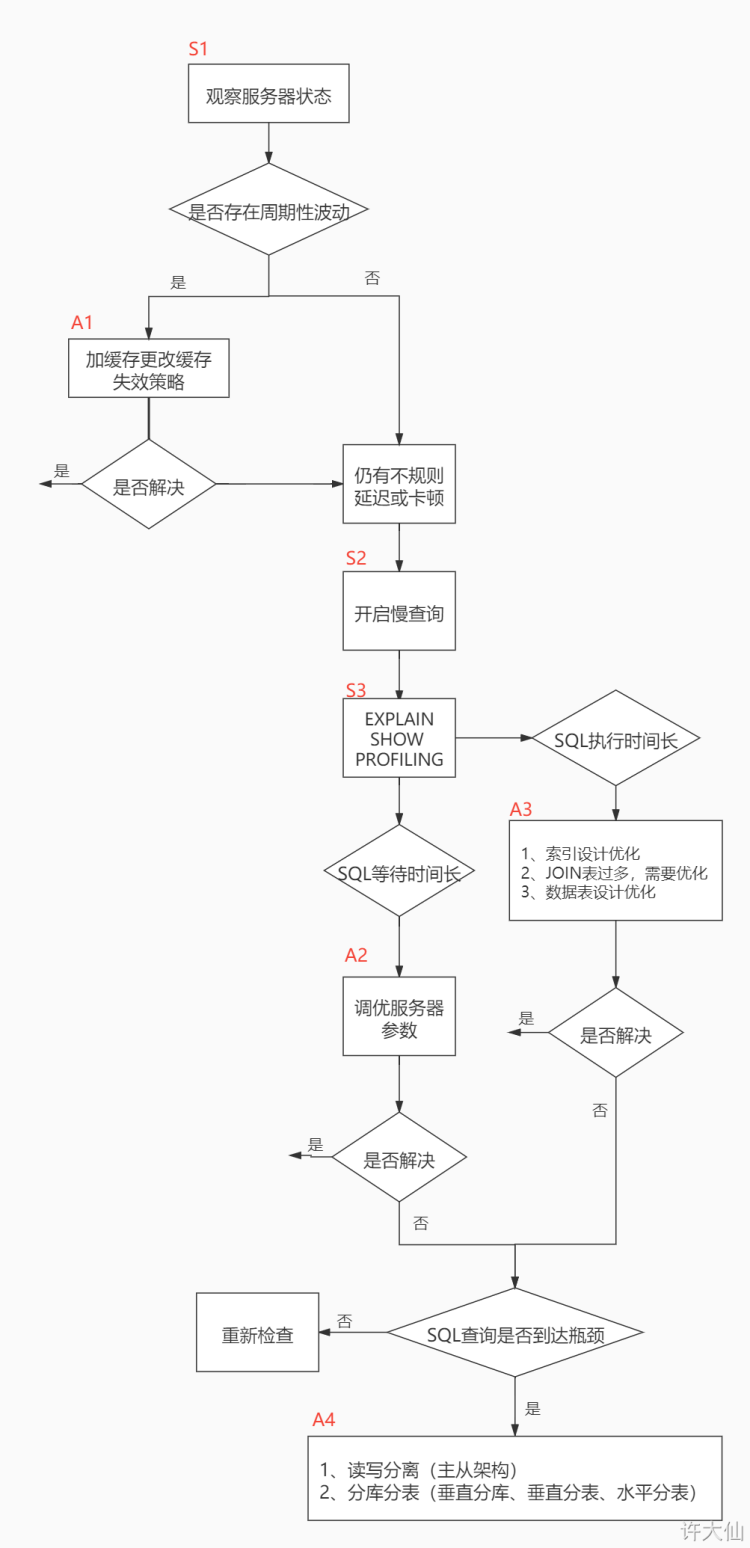 S1
观察服务器状态
是否存在周期性波动
是
否
A1
加缓存更改缓存
失效策略
是
是否解决
仍有不规则
延迟或卡顿
S2
开启慢查询
S3
EXPLAIN
SHOW
PROFILING
SQL执行时间长
A3
1、索引设计优化
2、JOIN表过多，需要优化
3、数据表设计优化
SQL等待时间长
A2
调优服务器
参数
是
是否解决
否
是
是否解决
否
SQL查询是否到达瓶颈
否
重新检查
是
A4
1、读写分离（主从架构）
2、分库分表（垂直分库、垂直分表、水平分表）
许大仙